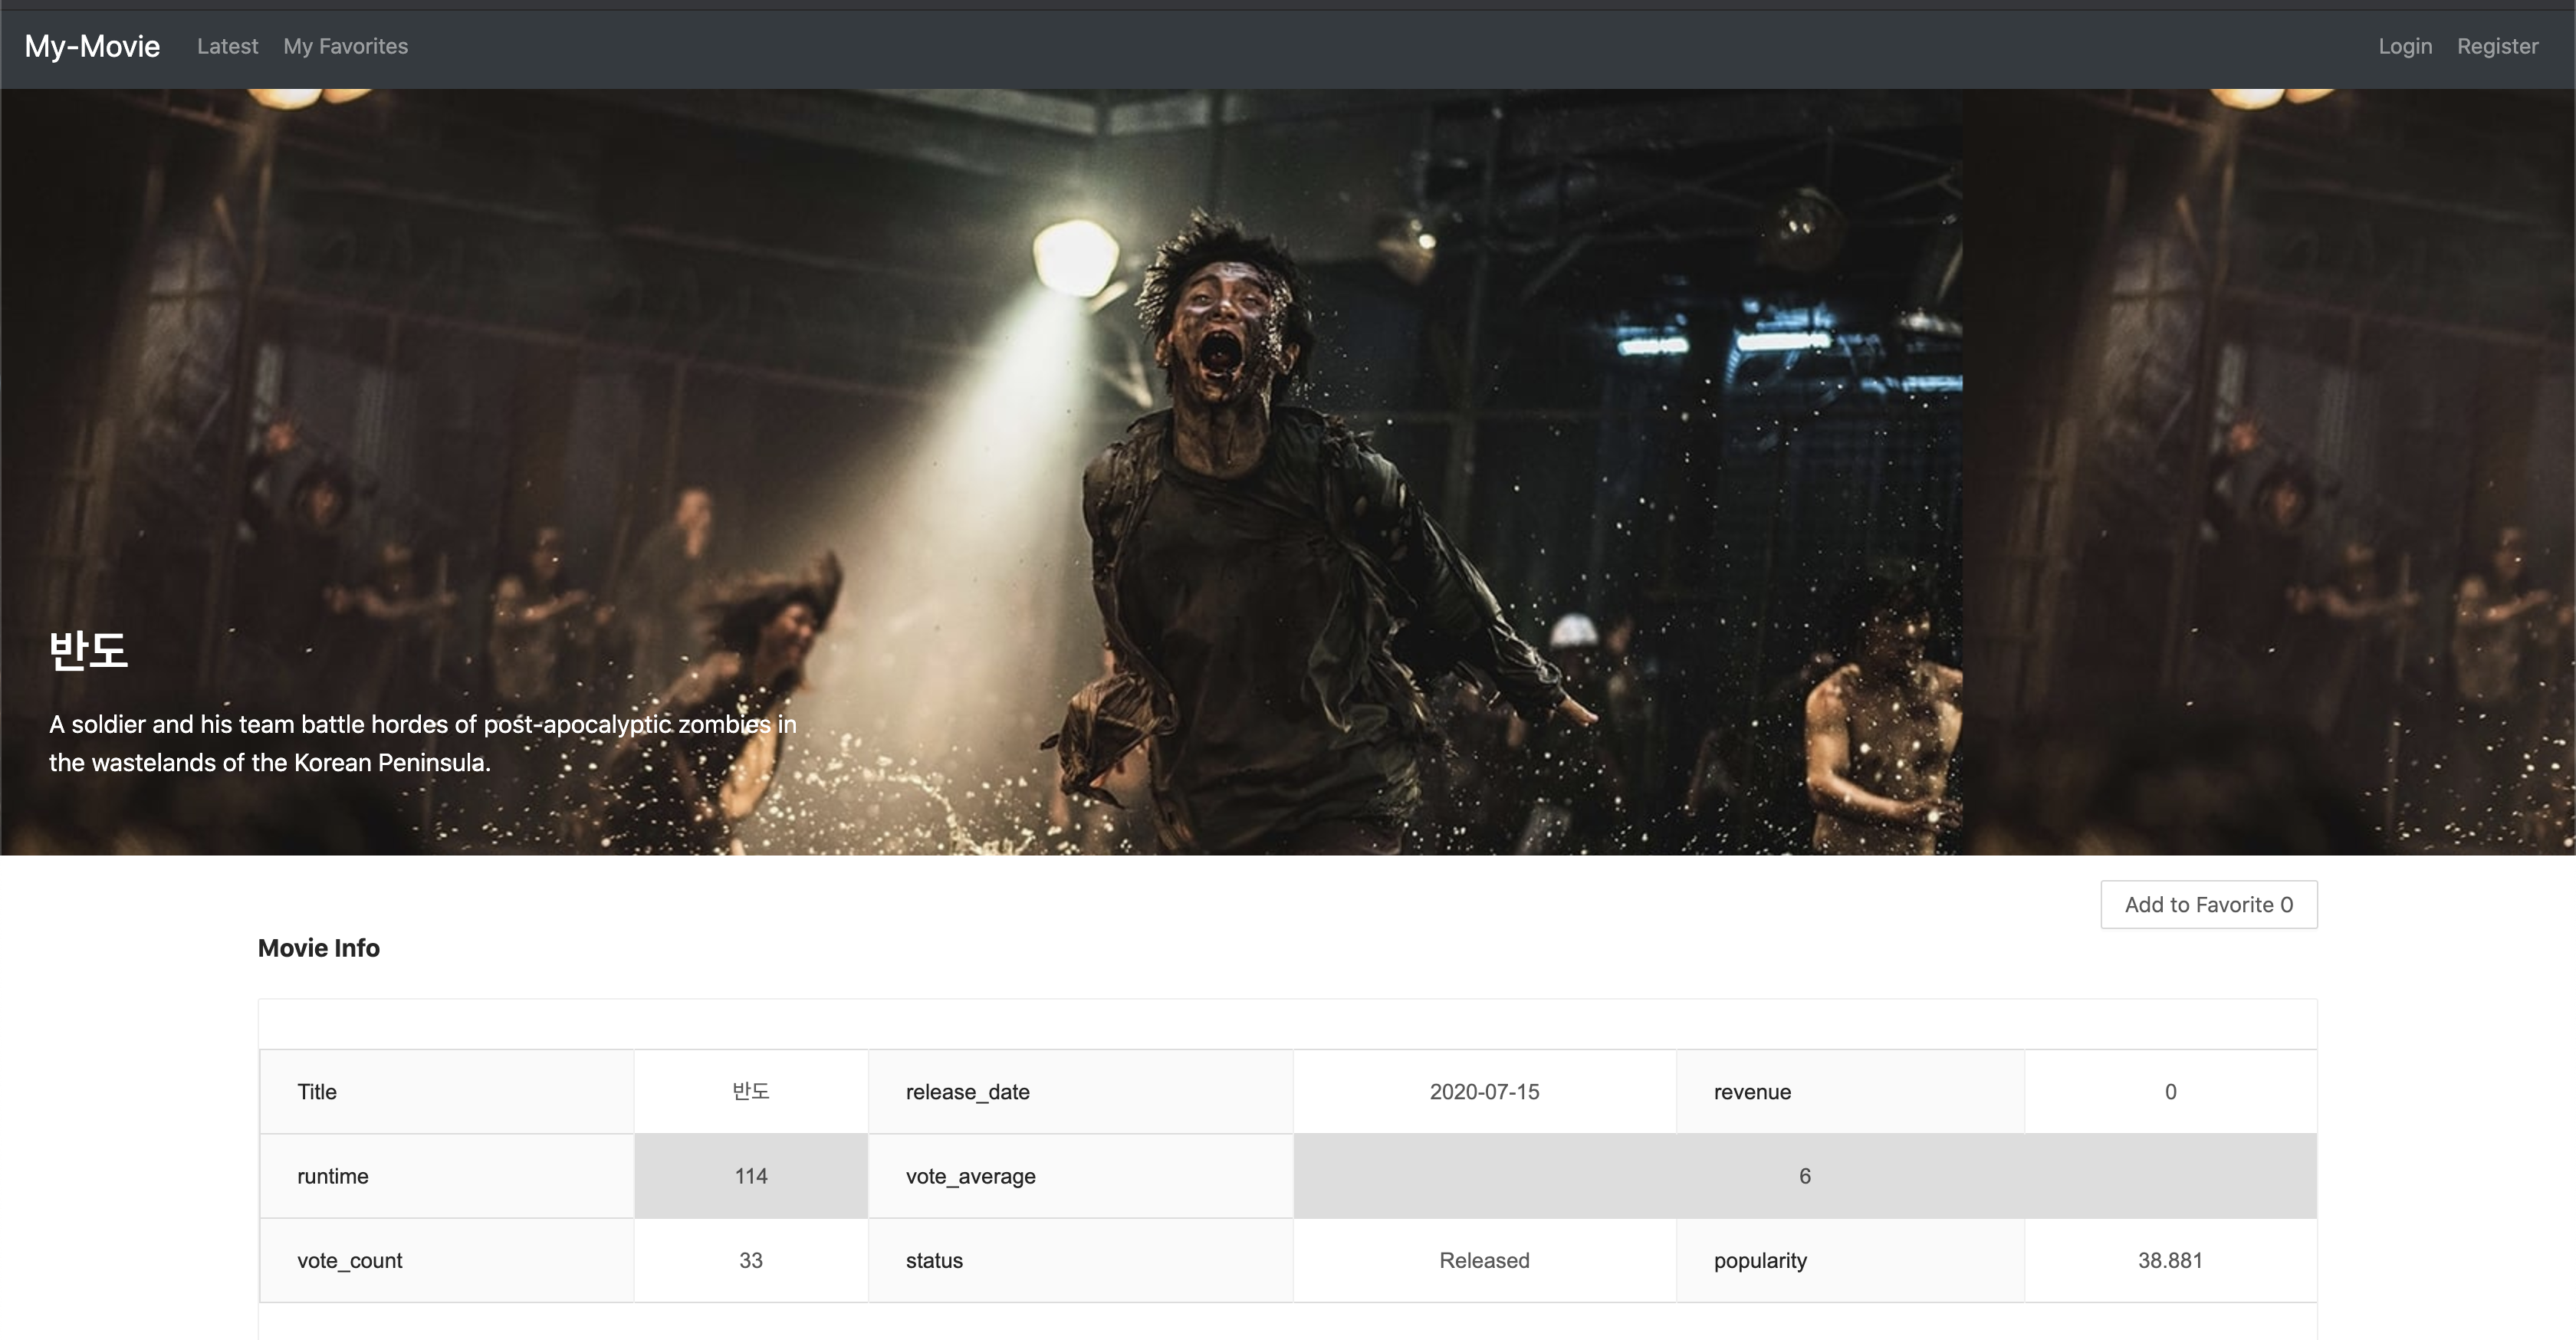 My-Movie Latest My Favorites Login Register
반도
A soldier and his team battle hordes of post-apocalyptic zombies in
the wastelands of the Korean Peninsula.
Add to Favorite 0
Movie Info
Title 반도 release_date 2020-07-15 revenue 0
runtime 114 vote_average 6
vote_count 33 status Released popularity 38.881